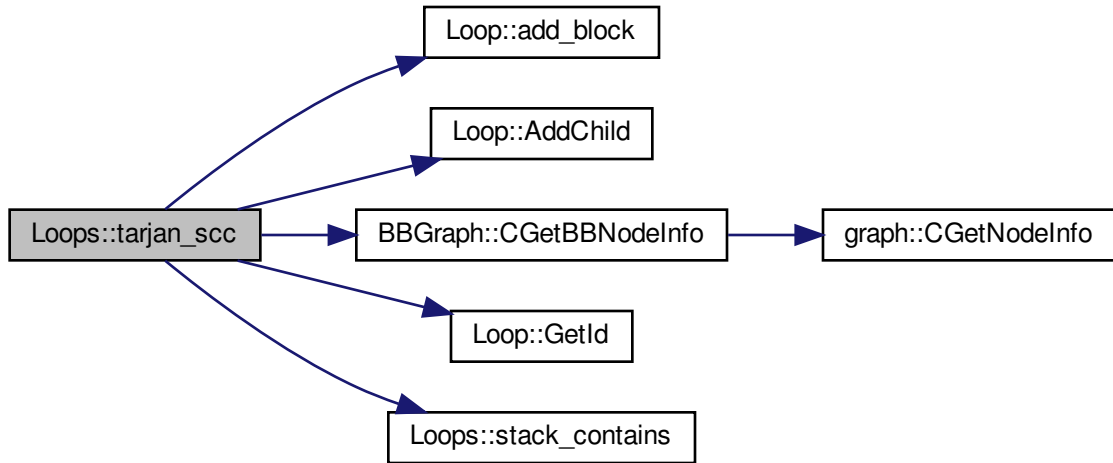 Loop::add_block
Loop::AddChild
Loops::tarjan_scc
BBGraph::CGetBBNodeInfo
graph::CGetNodeInfo
Loop::GetId
Loops::stack_contains